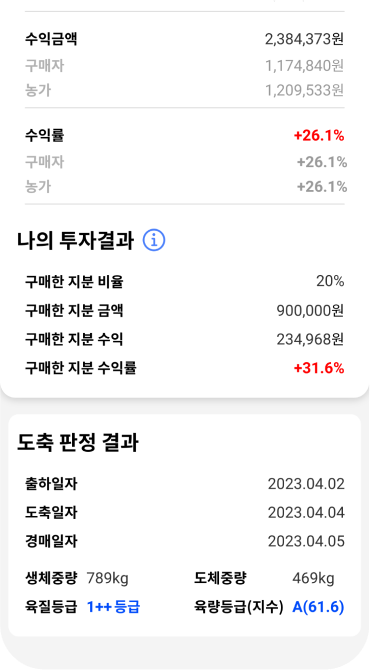 수익금액 2,384,373원
구매자 1,174,840원
농가 1,209,533원
수익률 +26.1%
구매자 +26.1%
농가 +26.1%
나의 투자결과
구매한 지분 비율 20%
구매한 지분 금액 900,000원
구매한 지분 수익 234,968원
구매한 지분 수익률 +31.6%
도축 판정 결과
출하일자 2023.04.02
도축일자 2023.04.04
경매일자 2023.04.05
생체중량 789kg 도체중량 469kg
육질등급 1++ 등급 육량등급(지수) A(61.6)